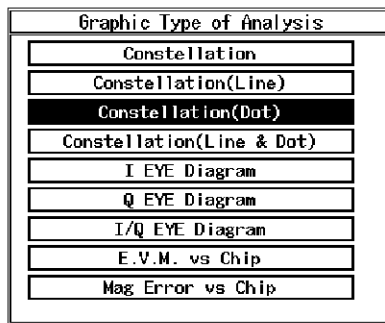 Graphic Type of Analysis
Constellation
Constellation(Line)
Constellation(Dot)
Constellation(Line & Dot)
I EYE Diagram
Q EYE Diagram
I/Q EYE Diagram
E.V.M. vs Chip
Mag Error vs Chip